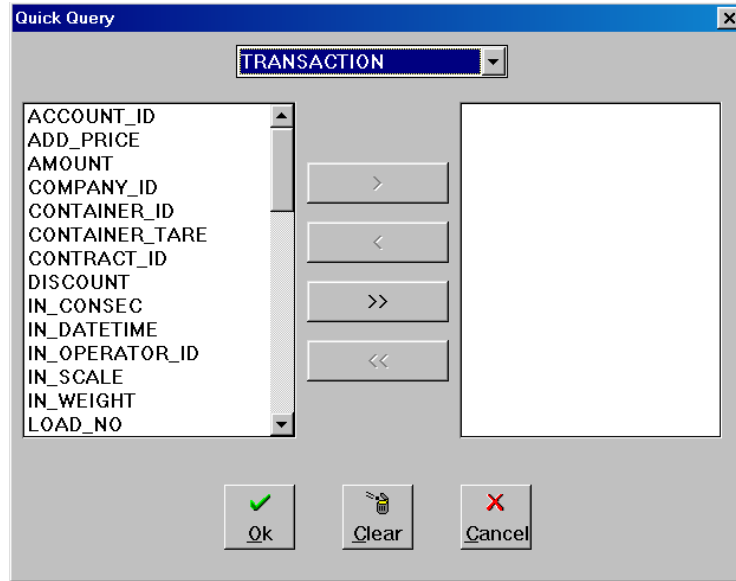 Quick Query
TRANSACTION
ACCOUNT_ID
ADD_PRICE
AMOUNT
COMPANY_ID
CONTAINER_ID
CONTAINER_TARE
CONTRACT_ID
DISCOUNT
IN_CONSEC
IN_DATETIME
IN_OPERATOR_ID
IN_SCALE
IN_WEIGHT
LOAD_NO
>
<
>>
<<
Ok
Clear
Cancel